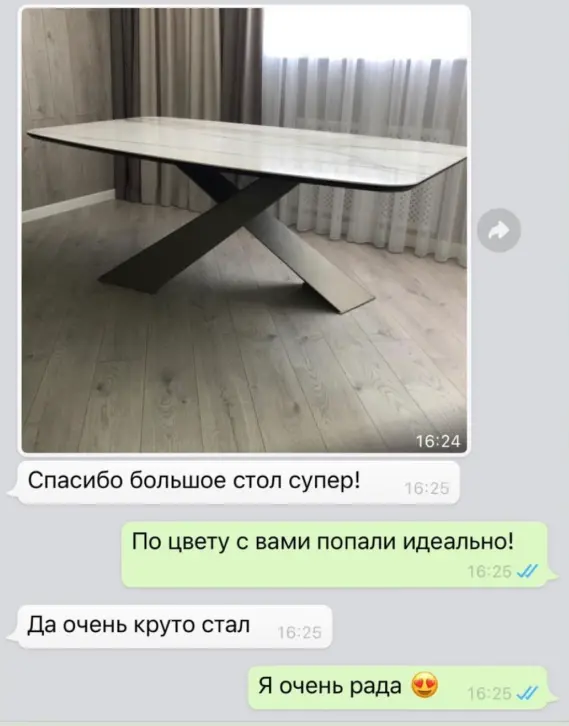 16:24
Спасибо большое стол супер!
16:25
По цвету с вами попали идеально!
16:25
Да очень круто стал
16:25
Я очень рада 😍
16:25